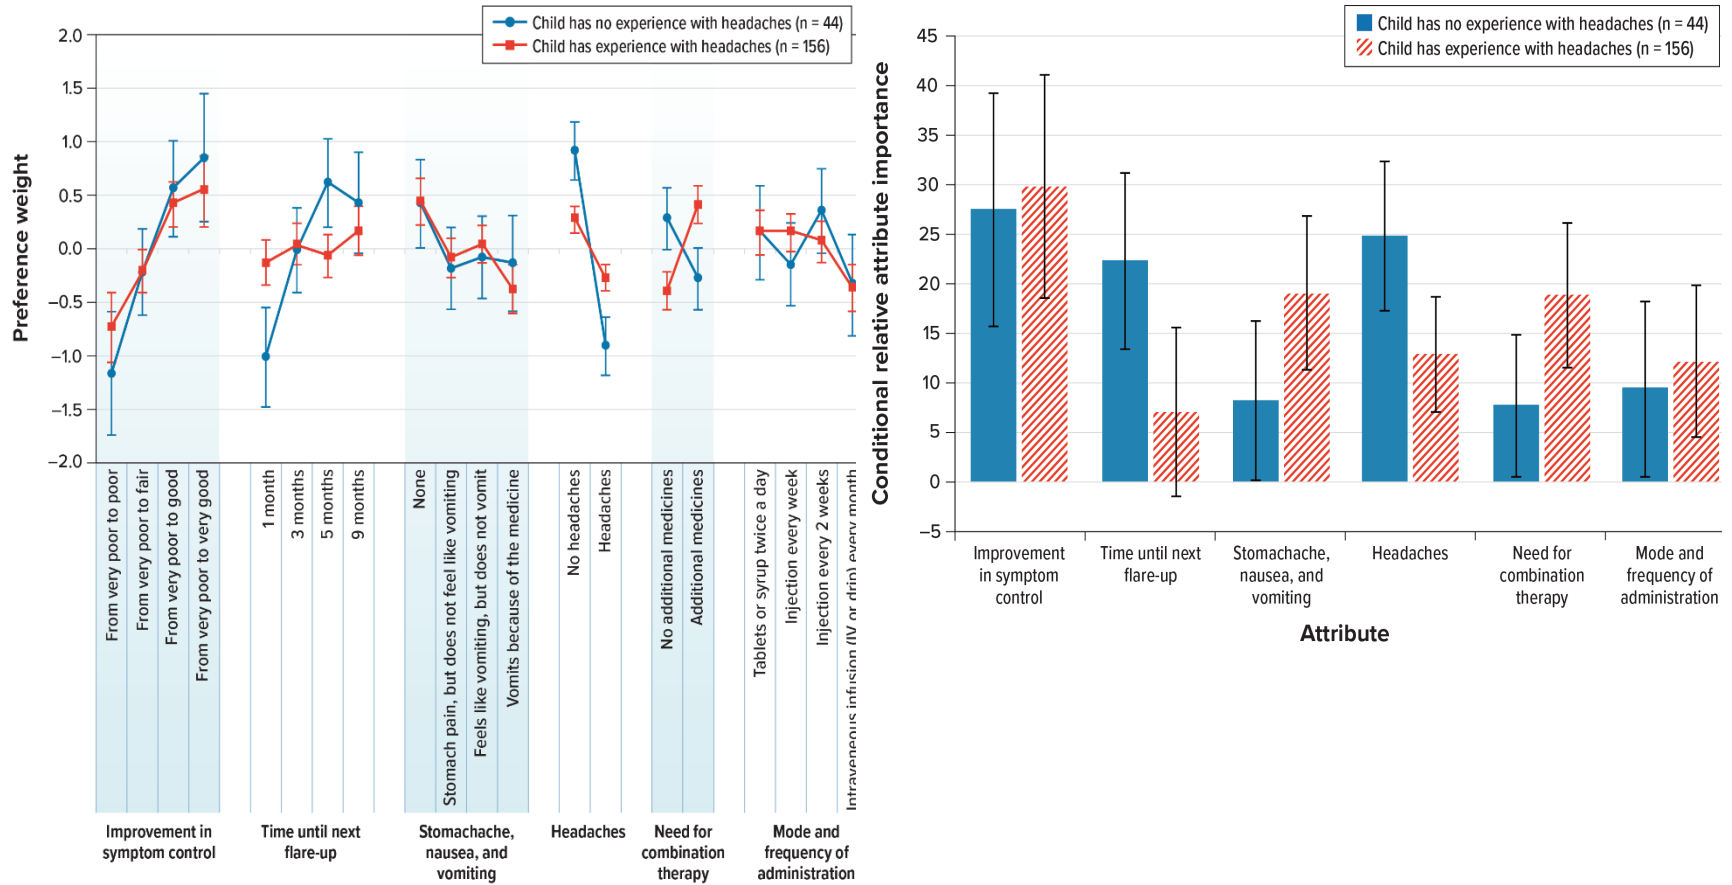 Child has no experience with headaches (n = 44)
Child has experience with headaches (n = 156)
Preference weight
2.0
1.5
1.0
0.5
0.0
−0.5
−1.0
−1.5
−2.0
From very poor to poor
From very poor to fair
From very poor to good
From very poor to very good
1 month
3 months
5 months
9 months
None
Stomach pain, but does not feel like vomiting
Feels like vomiting, but does not vomit
Vomits because of the medicine
No headaches
Headaches
No additional medicines
Additional medicines
Tablets or syrup twice a day
Injection every week
Injection every 2 weeks
Intraveneous infusion (IV or drip) every month
Improvement in
symptom control
Time until next
flare-up
Stomachache,
nausea, and
vomiting
Headaches
Need for
combination
therapy
Mode and
frequency of
administration
Child has no experience with headaches (n = 44)
Child has experience with headaches (n = 156)
Conditional relative attribute importance
45
40
35
30
25
20
15
10
5
0
−5
Improvement
in symptom
control
Time until next
flare-up
Stomachache,
nausea, and
vomiting
Headaches
Need for
combination
therapy
Mode and
frequency of
administration
Attribute